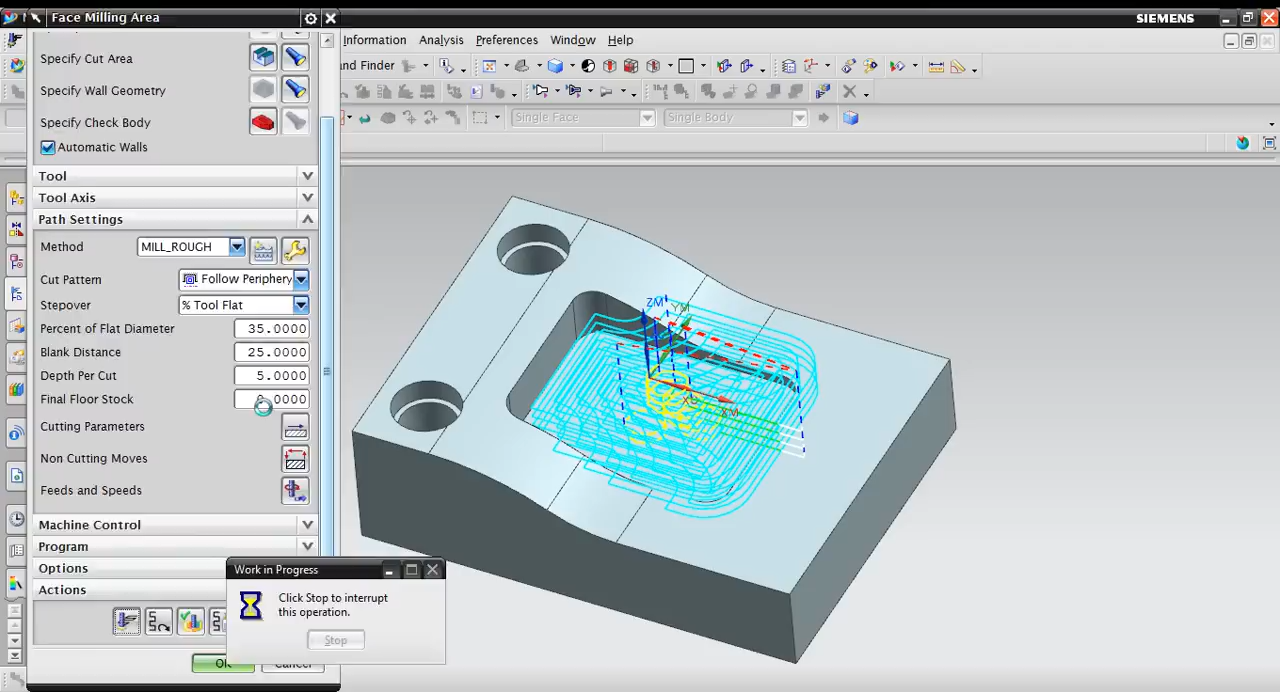 Face Milling Area
SIEMENS
Information Analysis Preferences Window Help
and Finder
Specify Cut Area
Specify Wall Geometry
Specify Check Body
Single Face
Single Body
Automatic Walls
Tool
Tool Axis
Path Settings
Method MILL_ROUGH
Cut Pattern Follow Periphery
Stepover % Tool Flat
Percent of Flat Diameter 35.0000
Blank Distance 25.0000
Depth Per Cut 5.0000
Final Floor Stock
Cutting Parameters
Non Cutting Moves
Feeds and Speeds
Machine Control
Program
Options
Actions
ZM
YM
XM
Work in Progress
Click Stop to interrupt
this operation.
Stop
OK
Cancel